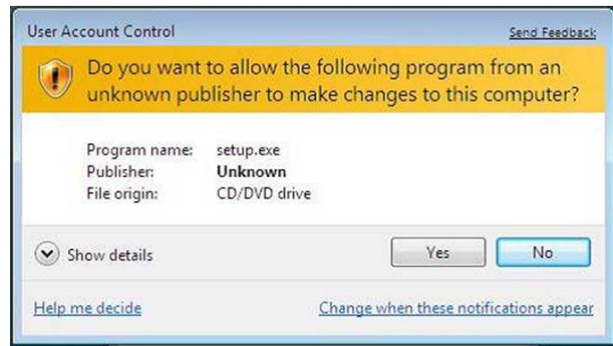 User Account Control
Send Feedback
Do you want to allow the following program from an
unknown publisher to make changes to this computer?
Program name: setup.exe
Publisher: Unknown
File origin: CD/DVD drive
Show details
Yes
No
Help me decide
Change when these notifications appear